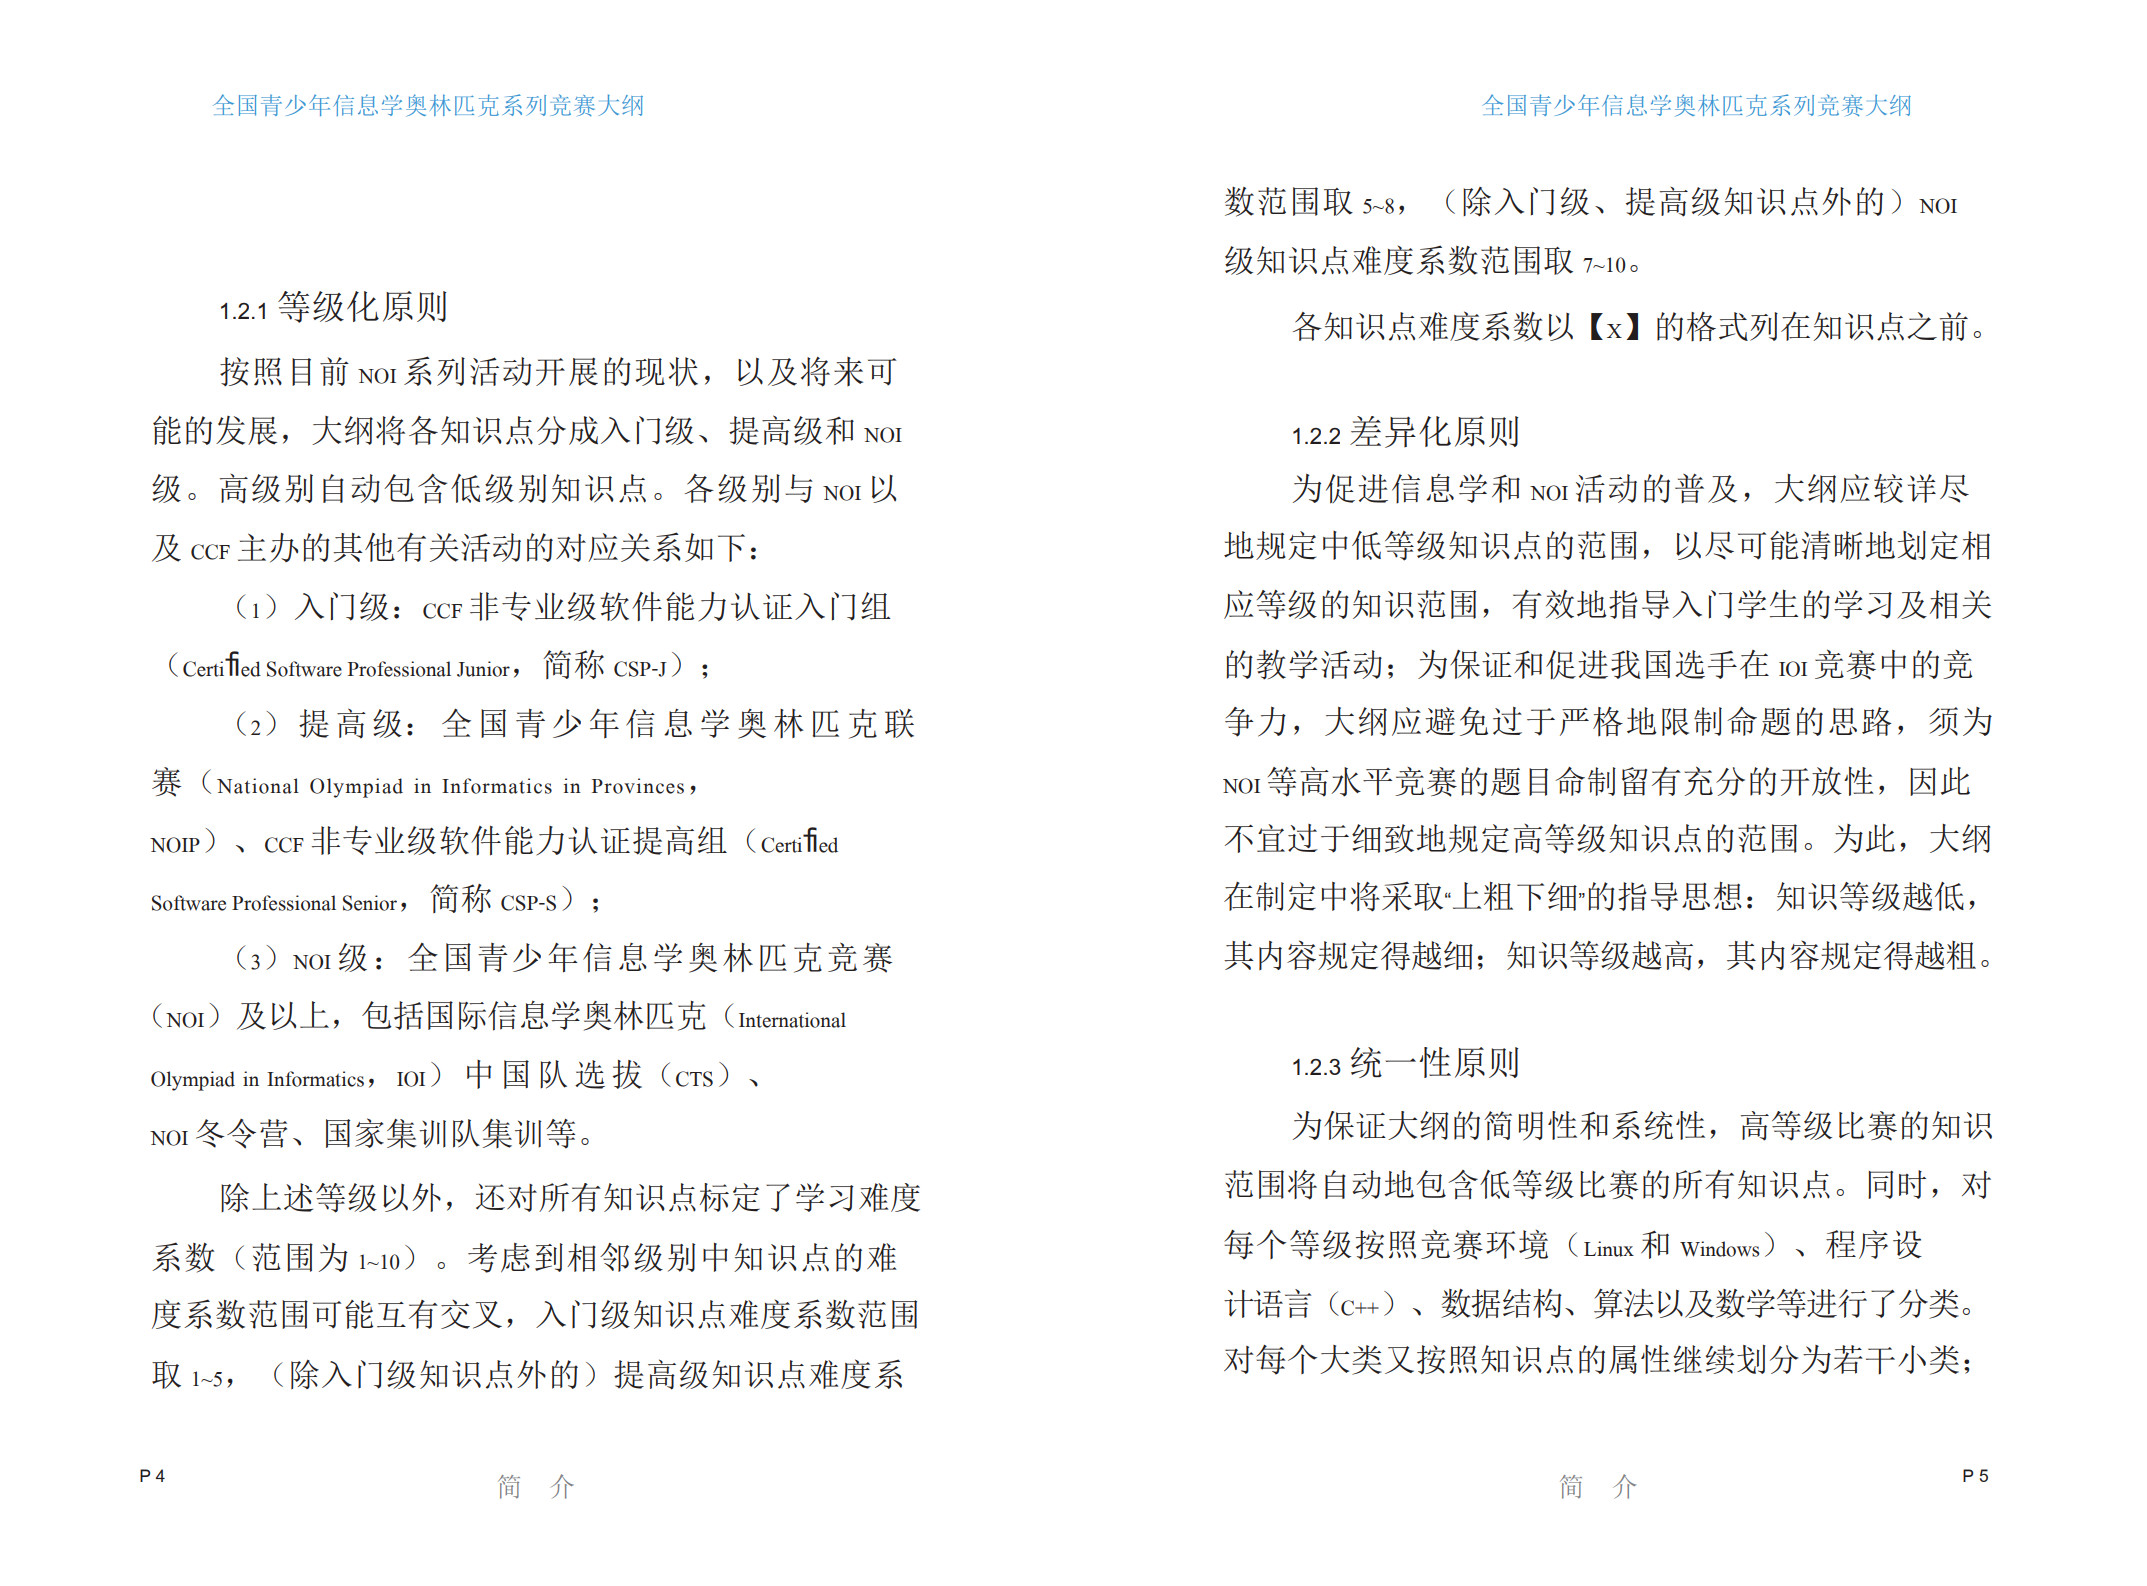 全国青少年信息学奥林匹克系列竞赛大纲
1.2.1 等级化原则
按照目前 NOI 系列活动开展的现状，以及将来可
能的发展，大纲将各知识点分成入门级、提高级和 NOI
级。高级别自动包含低级别知识点。各级别与 NOI 以
及 CCF 主办的其他有关活动的对应关系如下：
（1）入门级：CCF 非专业级软件能力认证入门组
（Certified Software Professional Junior，简称 CSP-J）；
（2）提高级：全国青少年信息学奥林匹克联
赛（National Olympiad in Informatics in Provinces，
NOIP）、CCF 非专业级软件能力认证提高组（Certified
Software Professional Senior，简称 CSP-S）；
（3）NOI 级：全国青少年信息学奥林匹克竞赛
（NOI）及以上，包括国际信息学奥林匹克（International
Olympiad in Informatics，IOI）中国队选拔（CTS）、
NOI 冬令营、国家集训队集训等。
除上述等级以外，还对所有知识点标定了学习难度
系数（范围为 1~10）。考虑到相邻级别中知识点的难
度系数范围可能互有交叉，入门级知识点难度系数范围
取 1~5，（除入门级知识点外的）提高级知识点难度系
P 4
简 介
全国青少年信息学奥林匹克系列竞赛大纲
数范围取 5~8，（除入门级、提高级知识点外的）NOI
级知识点难度系数范围取 7~10。
各知识点难度系数以【x】的格式列在知识点之前。
1.2.2 差异化原则
为促进信息学和 NOI 活动的普及，大纲应较详尽
地规定中低等级知识点的范围，以尽可能清晰地划定相
应等级的知识范围，有效地指导入门学生的学习及相关
的教学活动；为保证和促进我国选手在 IOI 竞赛中的竞
争力，大纲应避免过于严格地限制命题的思路，须为
NOI 等高水平竞赛的题目命制留有充分的开放性，因此
不宜过于细致地规定高等级知识点的范围。为此，大纲
在制定中将采取“上粗下细”的指导思想：知识等级越低，
其内容规定得越细；知识等级越高，其内容规定得越粗。
1.2.3 统一性原则
为保证大纲的简明性和系统性，高等级比赛的知识
范围将自动地包含低等级比赛的所有知识点。同时，对
每个等级按照竞赛环境（Linux 和 Windows）、程序设
计语言（C++）、数据结构、算法以及数学等进行了分类。
对每个大类又按照知识点的属性继续划分为若干小类；
简 介
P 5